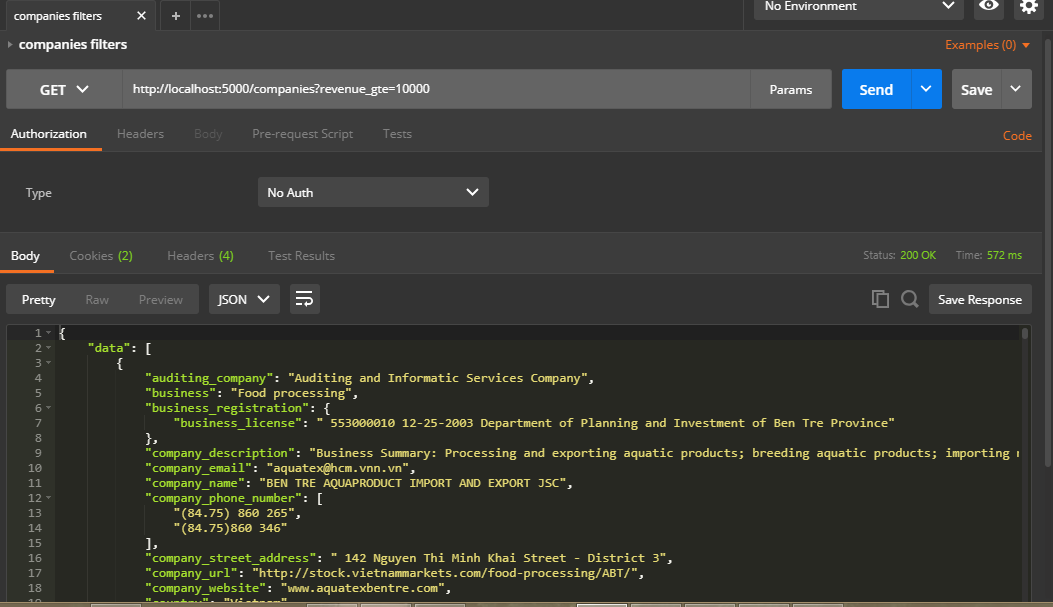 companies filters
No Environment
companies filters
Examples (0)
GET http://localhost:5000/companies?revenue_gte=10000 Params Send Save
Authorization Headers Body Pre-request Script Tests Code
Type No Auth
Body Cookies (2) Headers (4) Test Results Status: 200 OK Time: 572 ms
Pretty Raw Preview JSON Save Response
1 {
2 "data": [
3 {
4 "auditing_company": "Auditing and Informatic Services Company",
5 "business": "Food processing",
6 "business_registration": {
7 "business_license": " 553000010 12-25-2003 Department of Planning and Investment of Ben Tre Province"
8 },
9 "company_description": "Business Summary: Processing and exporting aquatic products; breeding aquatic products; importing
10 "company_email": "aquatex@hcm.vnn.vn",
11 "company_name": "BEN TRE AQUAPRODUCT IMPORT AND EXPORT JSC",
12 "company_phone_number": [
13 "(84.75) 860 265",
14 "(84.75)860 346"
15 ],
16 "company_street_address": " 142 Nguyen Thi Minh Khai Street - District 3",
17 "company_url": "http://stock.vietnammarkets.com/food-processing/ABT/",
18 "company_website": "www.aquatexbentre.com",
19 "country": "Vietnam"